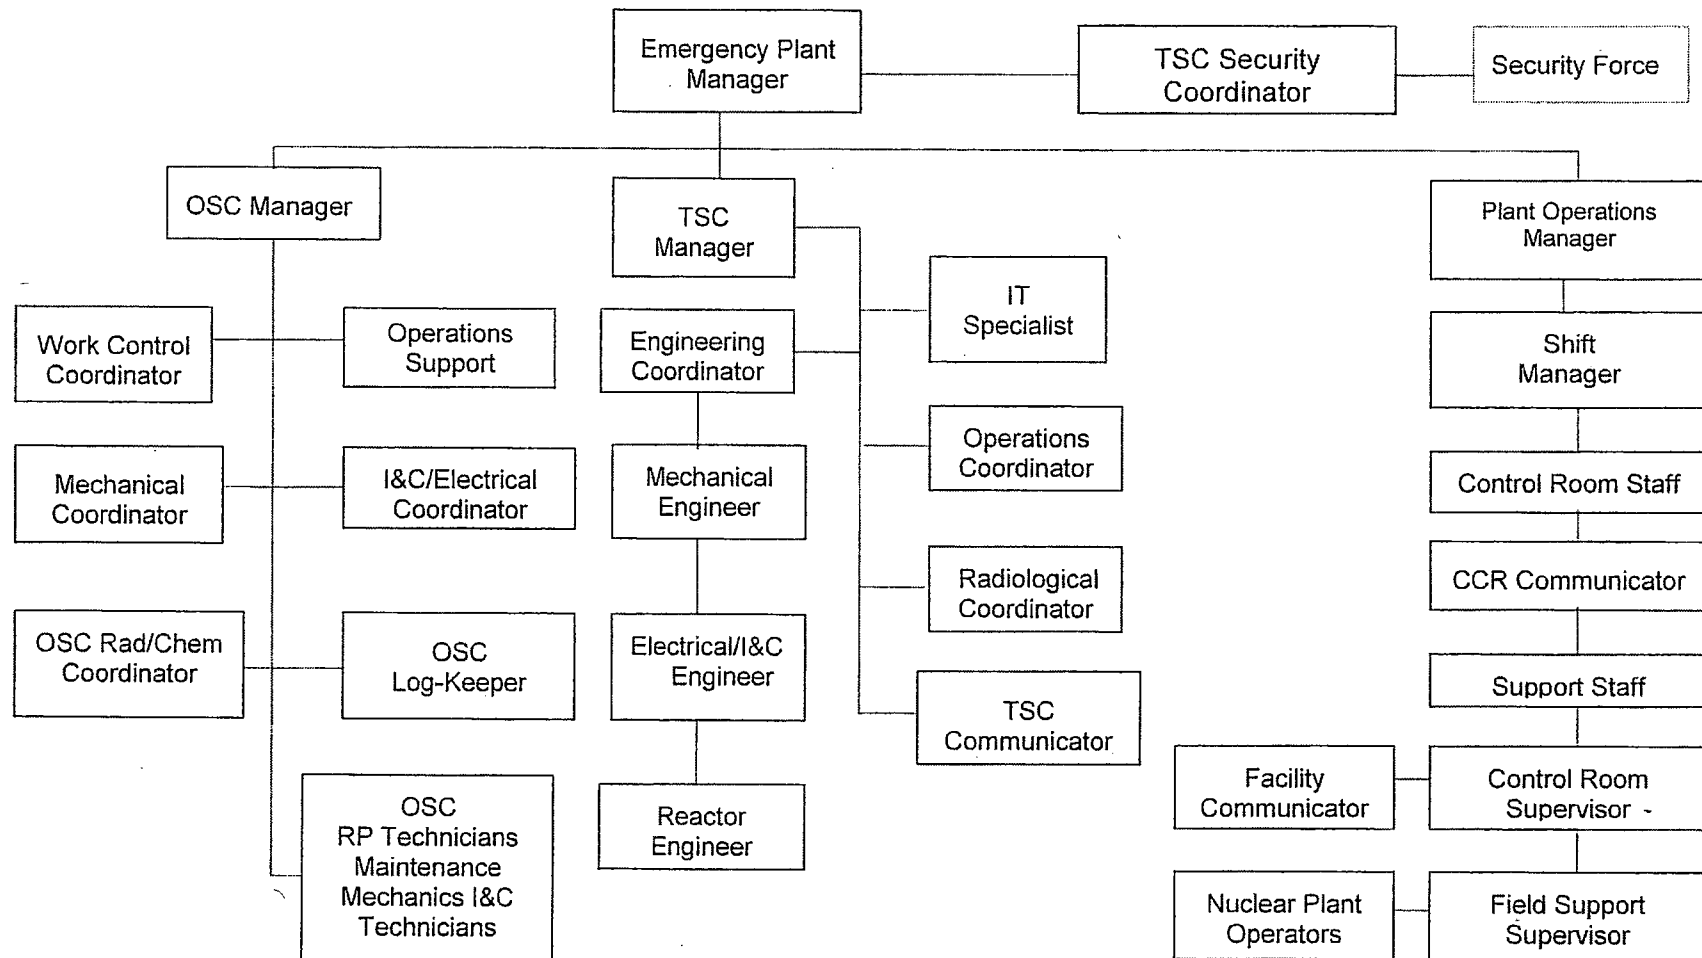 Emergency Plant
Manager
TSC Security
Coordinator
Security Force
OSC Manager
TSC
Manager
Plant Operations
Manager
Work Control
Coordinator
Operations
Support
Engineering
Coordinator
IT
Specialist
Shift
Manager
Mechanical
Coordinator
I&C/Electrical
Coordinator
Mechanical
Engineer
Operations
Coordinator
Control Room Staff
OSC Rad/Chem
Coordinator
OSC
Log-Keeper
Electrical/I&C
Engineer
Radiological
Coordinator
CCR Communicator
TSC
Communicator
Support Staff
OSC
RP Technicians
Maintenance
Mechanics I&C
Technicians
Reactor
Engineer
Facility
Communicator
Control Room
Supervisor
Nuclear Plant
Operators
Field Support
Supervisor